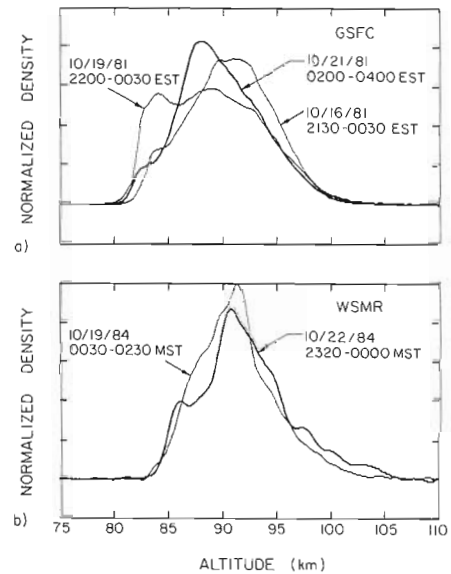 GSFC
10/19/81
2200-0030 EST
10/21/81
0200-0400 EST
10/16/81
2130-0030 EST
NORMALIZED DENSITY
a)
WSMR
10/19/84
0030-0230 MST
10/22/84
2320-0000 MST
NORMALIZED DENSITY
b)
75 80 85 90 95 100 105 110
ALTITUDE (km)